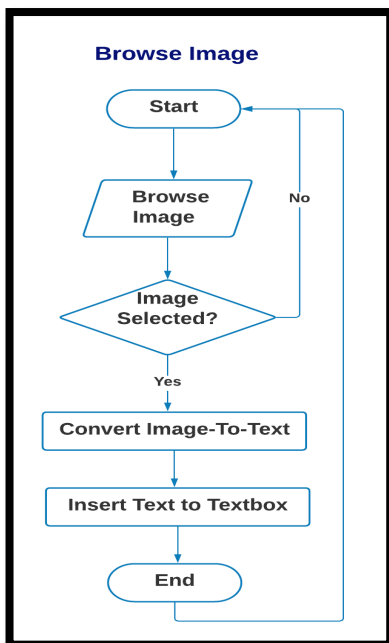 Browse Image
Start
Browse
Image
No
Image
Selected?
Yes
Convert Image-To-Text
Insert Text to Textbox
End